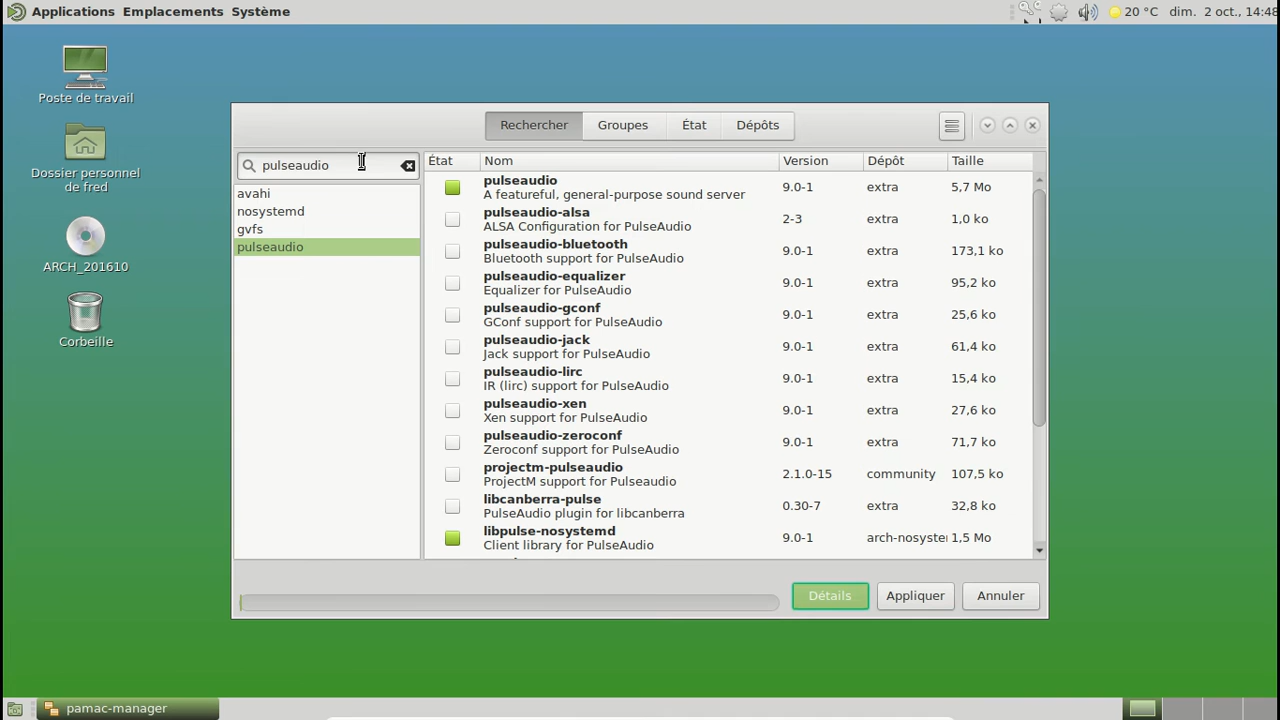 Applications Emplacements Système
20 °C dim. 2 oct., 14:48
Poste de travail
Dossier personnel
de fred
ARCH_201610
Corbeille
Rechercher Groupes État Dépôts
pulseaudio
avahi
nosystemd
gvfs
pulseaudio
État Nom Version Dépôt Taille
pulseaudio 9.0-1 extra 5,7 Mo
A featureful, general-purpose sound server
pulseaudio-alsa 2-3 extra 1,0 ko
ALSA Configuration for PulseAudio
pulseaudio-bluetooth 9.0-1 extra 173,1 ko
Bluetooth support for PulseAudio
pulseaudio-equalizer 9.0-1 extra 95,2 ko
Equalizer for PulseAudio
pulseaudio-gconf 9.0-1 extra 25,6 ko
GConf support for PulseAudio
pulseaudio-jack 9.0-1 extra 61,4 ko
Jack support for PulseAudio
pulseaudio-lirc 9.0-1 extra 15,4 ko
IR (lirc) support for PulseAudio
pulseaudio-xen 9.0-1 extra 27,6 ko
Xen support for PulseAudio
pulseaudio-zeroconf 9.0-1 extra 71,7 ko
Zeroconf support for PulseAudio
projectm-pulseaudio 2.1.0-15 community 107,5 ko
ProjectM support for Pulseaudio
libcanberra-pulse 0.30-7 extra 32,8 ko
PulseAudio plugin for libcanberra
libpulse-nosystemd 9.0-1 arch-nosyster 1,5 Mo
Client library for PulseAudio
Détails Appliquer Annuler
pamac-manager